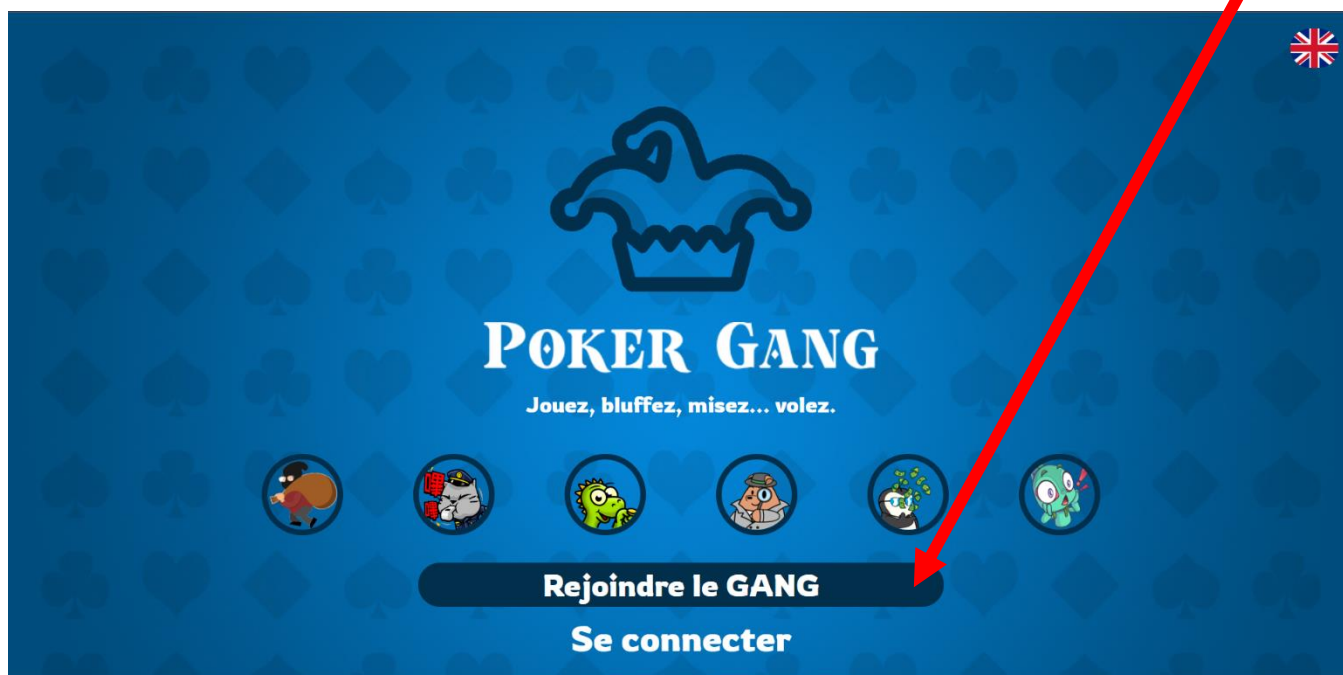 POKER GANG
Jouez, bluffez, misez... volez.
Rejoindre le GANG
Se connecter